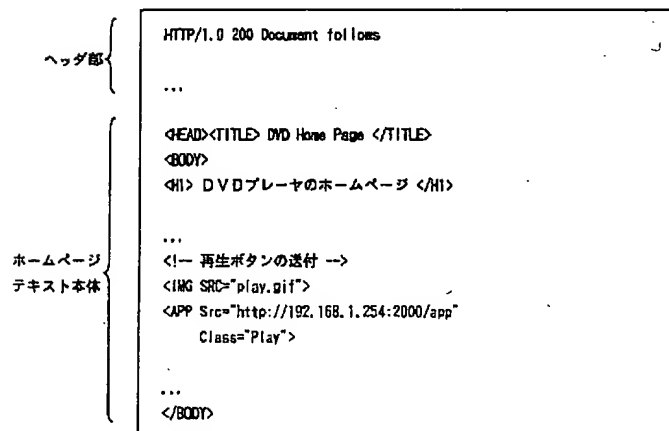 ヘッダ部
HTTP/1.0 200 Document follows
...
ホームページ
テキスト本体
<HEAD><TITLE> DVD Home Page </TITLE>
<BODY>
<H1> DVDプレーヤのホームページ </H1>
...
<!-- 再生ボタンの送付 -->
<IMG SRC="play.gif">
<APP Src="http://192.168.1.254:2000/app"
Class="Play">
...
</BODY>